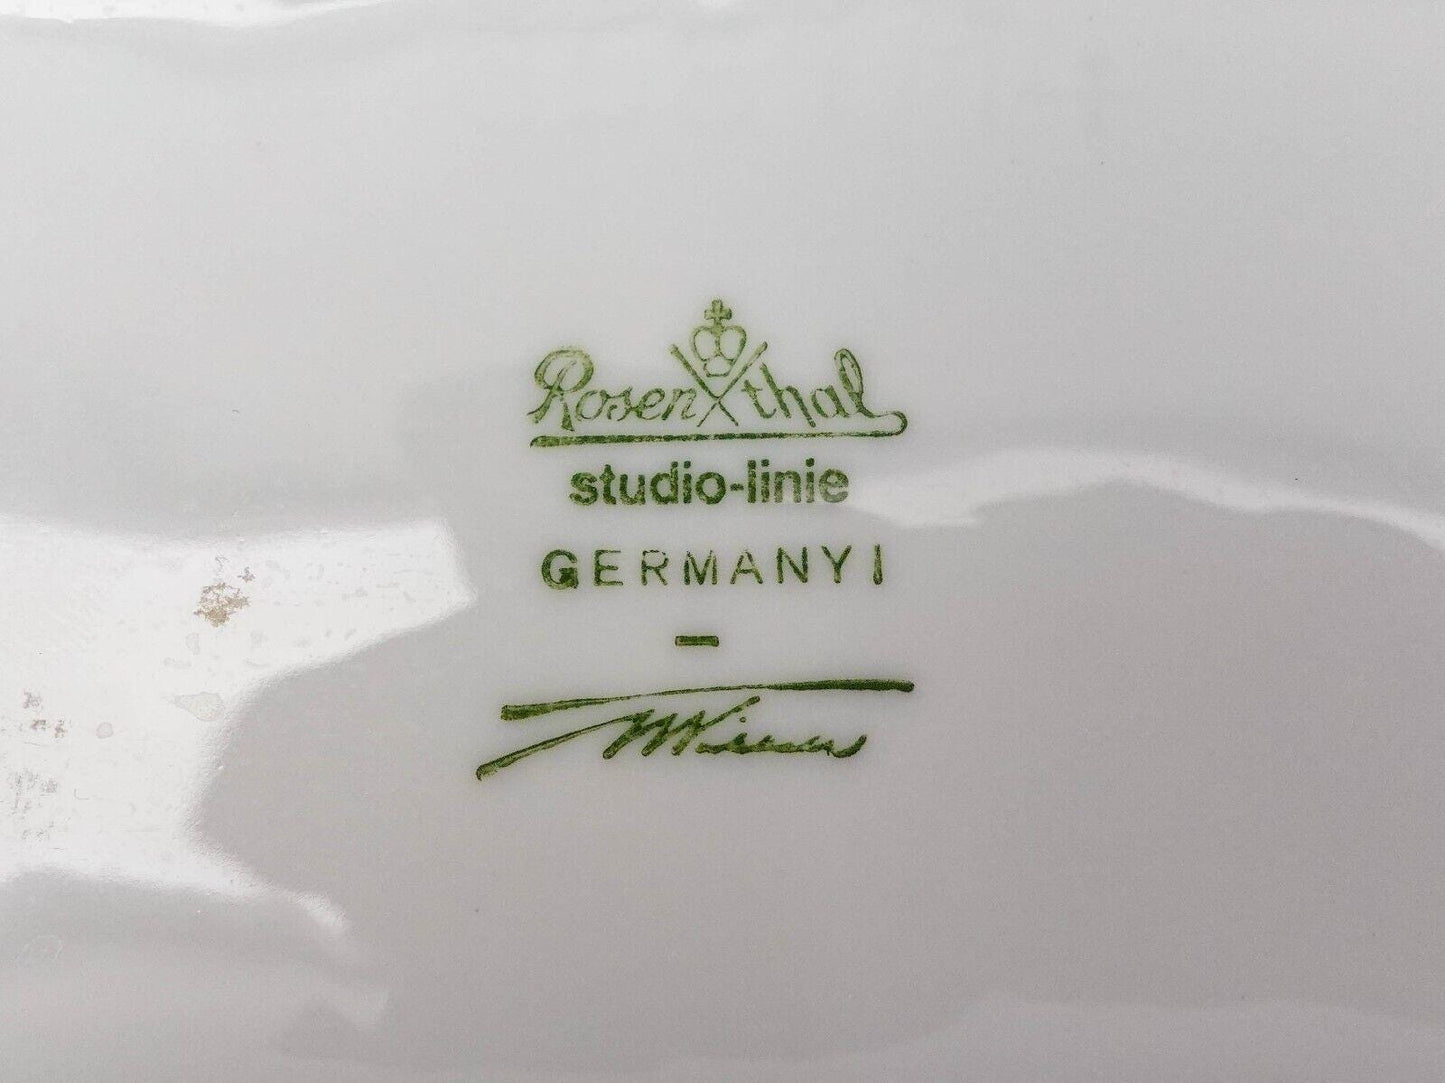 Rosenthal
studio-linie
GERMANY I
–